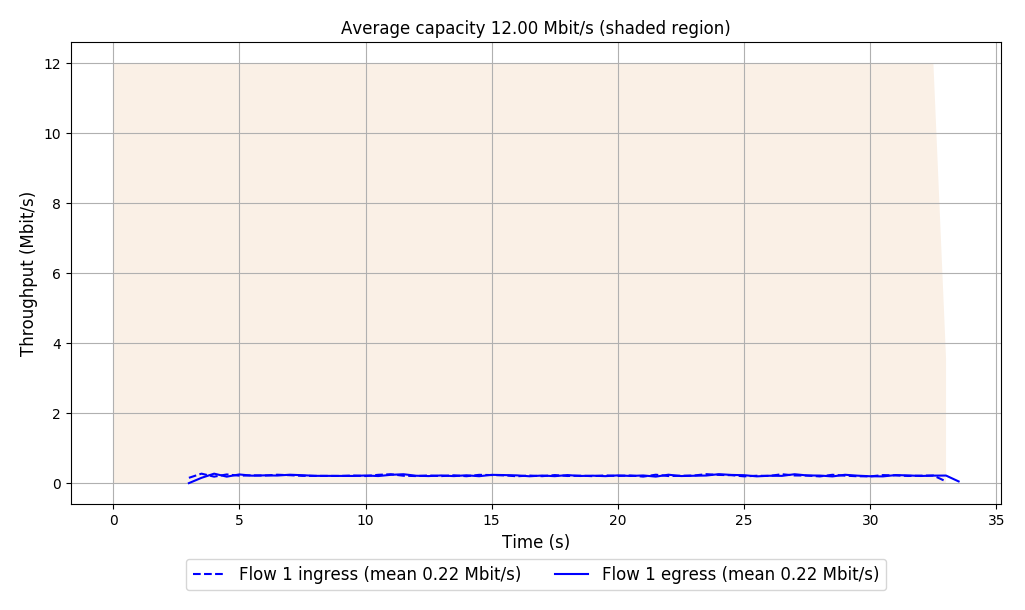 Average capacity 12.00 Mbit/s (shaded region)
12
10
8
6
4
2
0
Throughput (Mbit/s)
0 5 10 15 20 25 30 35
Time (s)
Flow 1 ingress (mean 0.22 Mbit/s) Flow 1 egress (mean 0.22 Mbit/s)